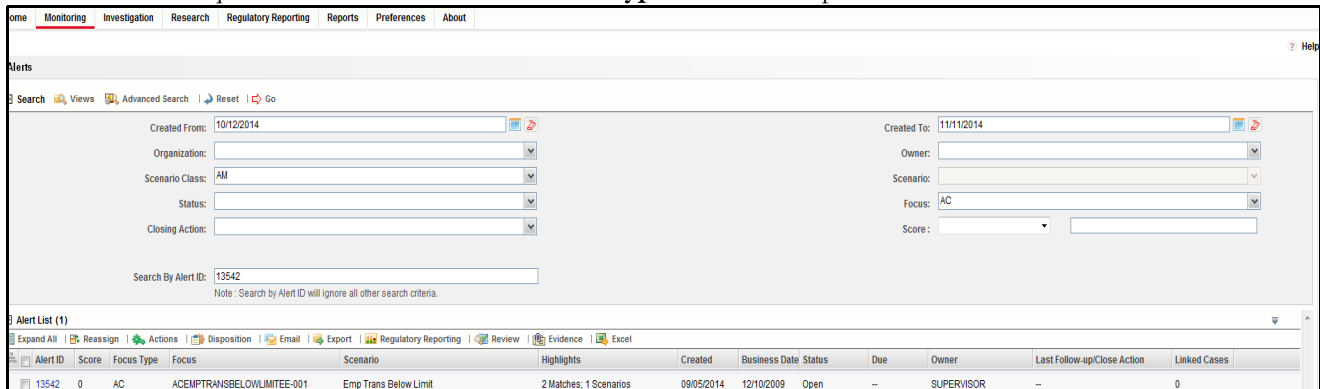 ome Monitoring Investigation Research Regulatory Reporting Reports Preferences About
? Help
Alerts
Search Views Advanced Search | Reset | Go
Created From: 10/12/2014 Created To: 11/11/2014
Organization: Owner:
Scenario Class: AM Scenario:
Status: Focus: AC
Closing Action: Score :
Search By Alert ID: 13542
Note : Search by Alert ID will ignore all other search criteria.
Alert List (1)
Expand All | Reassign | Actions | Disposition | Email | Export | Regulatory Reporting | Review | Evidence | Excel
Alert ID Score Focus Type Focus Scenario Highlights Created Business Date Status Due Owner Last Follow-up/Close Action Linked Cases
13542 0 AC ACEMPTRANSBELOWLIMITEE-001 Emp Trans Below Limit 2 Matches; 1 Scenarios 09/05/2014 12/10/2009 Open -- SUPERVISOR -- 0